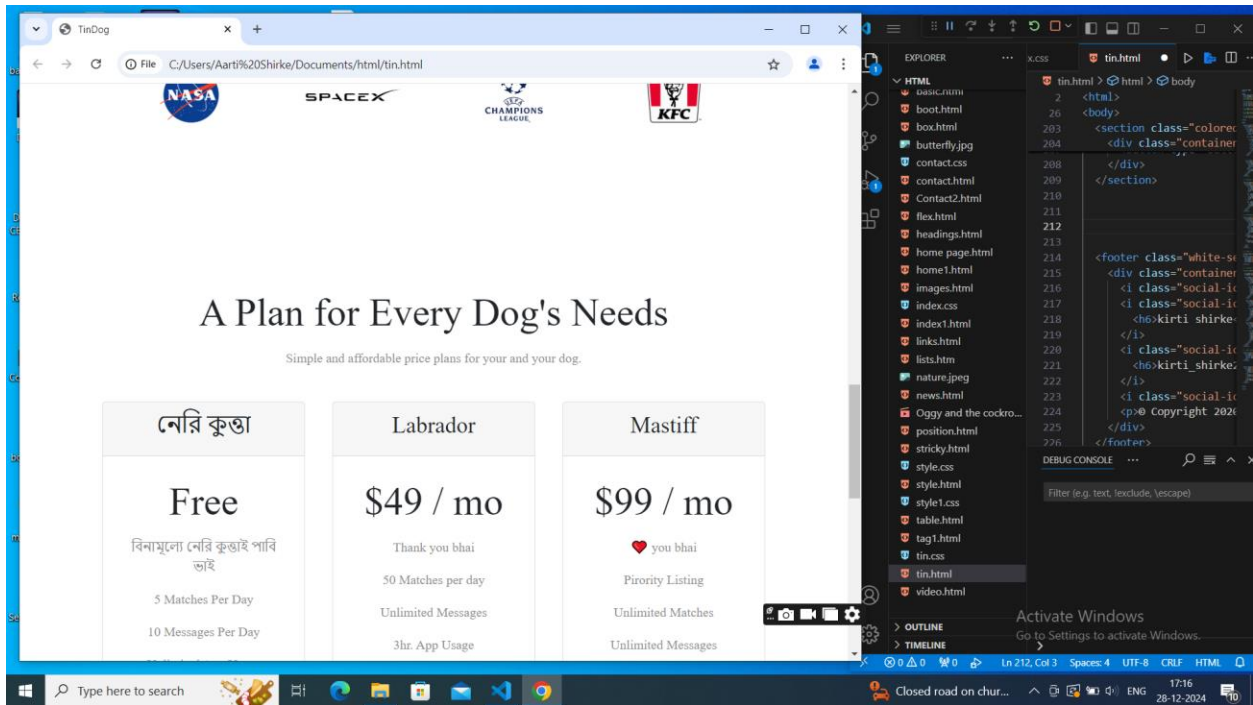 TinDog
File C:/Users/Aarti%20Shirke/Documents/html/tin.html
NASA
SPACEX
CHAMPIONS
LEAGUE
KFC
A Plan for Every Dog's Needs
Simple and affordable price plans for your and your dog.
নেরি কুত্তা
Free
বিনামূল্যে নেরি কুত্তাই পাবি
ভাই
5 Matches Per Day
10 Messages Per Day
Labrador
$49 / mo
Thank you bhai
50 Matches per day
Unlimited Messages
3hr. App Usage
Mastiff
$99 / mo
❤ you bhai
Pirority Listing
Unlimited Matches
Unlimited Messages
EXPLORER
HTML
basic.html
boot.html
box.html
butterfly.jpg
contact.css
contact.html
Contact2.html
flex.html
headings.html
home page.html
home1.html
images.html
index.css
index1.html
links.html
lists.htm
nature.jpeg
news.html
Oggy and the cockro...
position.html
stricky.html
style.css
style.html
style1.css
table.html
tag1.html
tin.css
tin.html
video.html
OUTLINE
TIMELINE
x.css
tin.html
tin.html > html > body
2 <html>
26 <body>
203 <section class="colored
204 <div class="container
208 </div>
209 </section>
210
211
212
213
214 <footer class="white-se
215 <div class="container
216 <i class="social-ic
217 <i class="social-ic
218 <h6>kirti shirke<
219 </i>
220 <i class="social-ic
221 <h6>kirti_shirke2
222 </i>
223 <i class="social-ic
224 <p>© Copyright 2020
225 </div>
226 </footer>
DEBUG CONSOLE
Filter (e.g. text, !exclude, \escape)
Activate Windows
Go to Settings to activate Windows.
0 0 0 Ln 212, Col 3 Spaces: 4 UTF-8 CRLF HTML
Type here to search
Closed road on chur...
ENG
17:16
28-12-2024